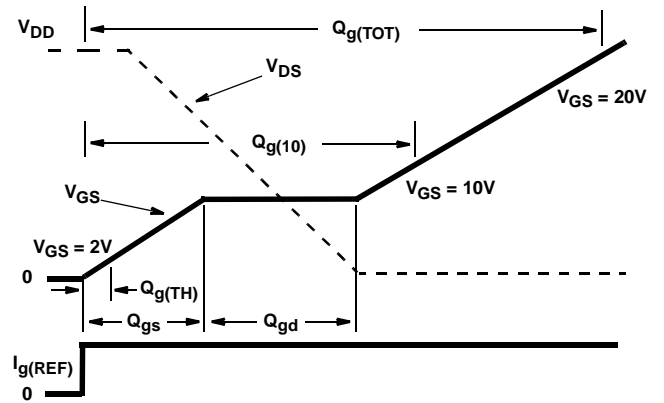 V_DD
Q_g(TOT)
V_DS
V_GS = 20V
Q_g(10)
V_GS
V_GS = 10V
V_GS = 2V
0
Q_g(TH)
Q_gs
Q_gd
I_g(REF)
0